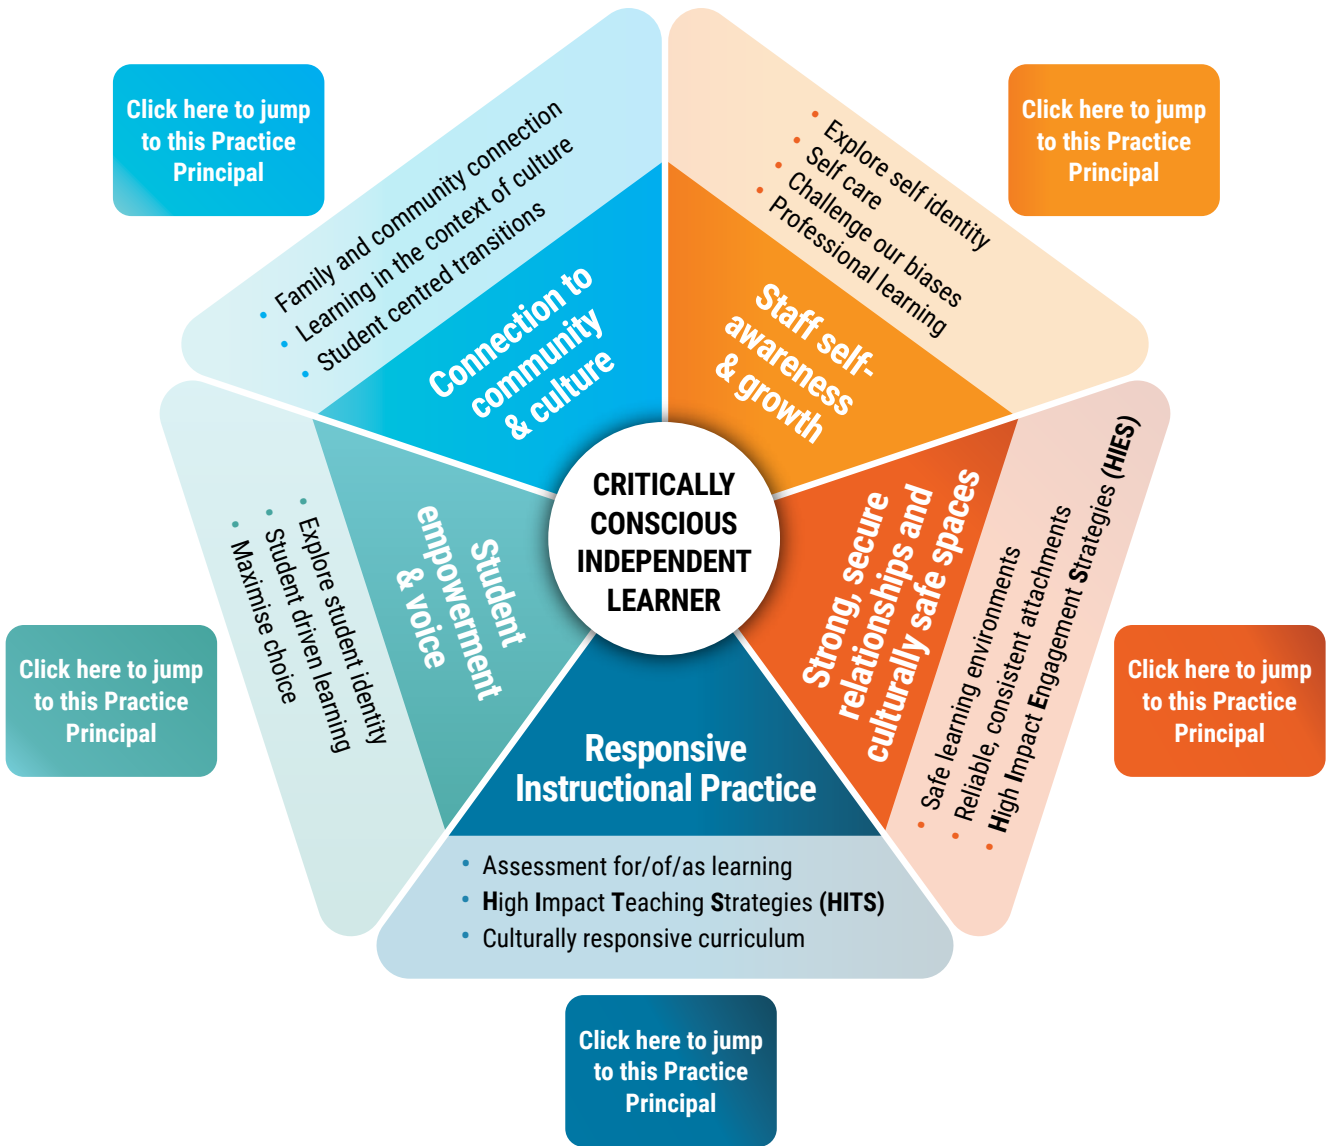 Click here to jump
to this Practice
Principal
• Family and community connection
• Learning in the context of culture
• Student centred transitions
Connection to
community
& culture
Click here to jump
to this Practice
Principal
• Explore self identity
• Self care
• Challenge our biases
• Professional learning
Staff self-
awareness
& growth
CRITICALLY
CONSCIOUS
INDEPENDENT
LEARNER
Strong, secure
relationships and
culturally safe spaces
• Safe learning environments
• Reliable, consistent attachments
• High Impact Engagement Strategies (HIES)
Click here to jump
to this Practice
Principal
Student
empowerment
& voice
• Explore student identity
• Student driven learning
• Maximise choice
Click here to jump
to this Practice
Principal
Responsive
Instructional Practice
• Assessment for/of/as learning
• High Impact Teaching Strategies (HITS)
• Culturally responsive curriculum
Click here to jump
to this Practice
Principal